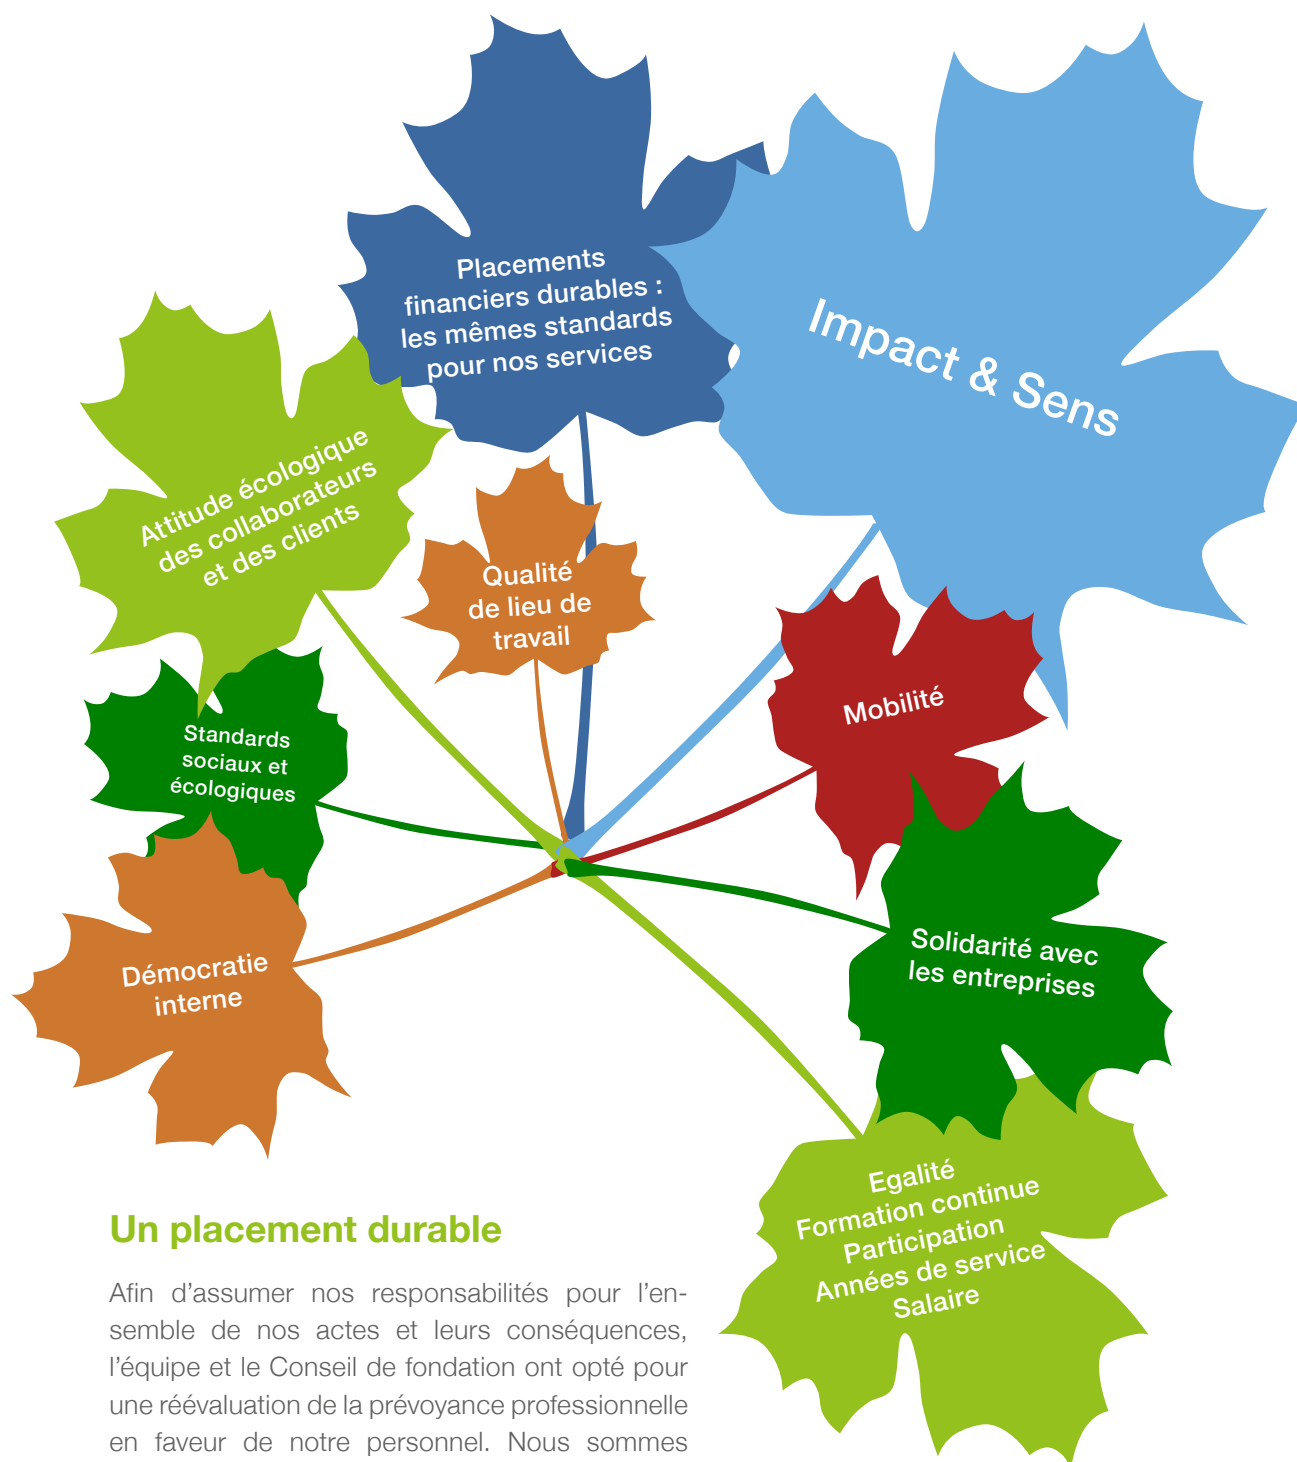 Placements
financiers durables :
les mêmes standards
pour nos services
Impact & Sens
Attitude écologique
des collaborateurs
et des clients
Qualité
de lieu de
travail
Mobilité
Standards
sociaux et
écologiques
Solidarité avec
les entreprises
Démocratie
interne
Egalité
Formation continue
Participation
Années de service
Salaire
Un placement durable
Afin d'assumer nos responsabilités pour l'en-
semble de nos actes et leurs conséquences,
l'équipe et le Conseil de fondation ont opté pour
une réévaluation de la prévoyance professionnelle
en faveur de notre personnel. Nous sommes